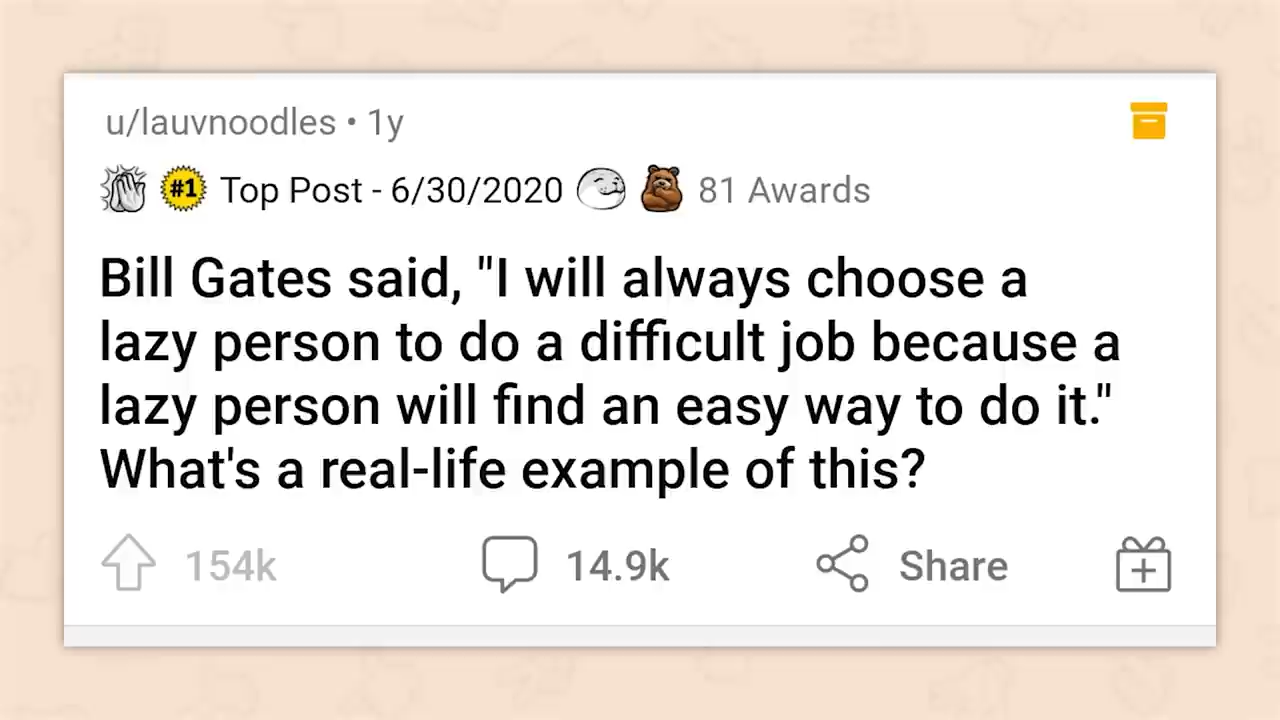 u/lauvnoodles • 1y
#1 Top Post - 6/30/2020 81 Awards
Bill Gates said, "I will always choose a
lazy person to do a difficult job because a
lazy person will find an easy way to do it."
What's a real-life example of this?
154k 14.9k Share